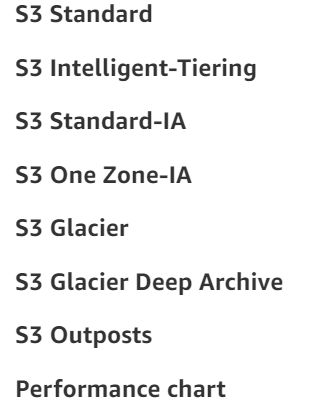 S3 Standard
S3 Intelligent-Tiering
S3 Standard-IA
S3 One Zone-IA
S3 Glacier
S3 Glacier Deep Archive
S3 Outposts
Performance chart